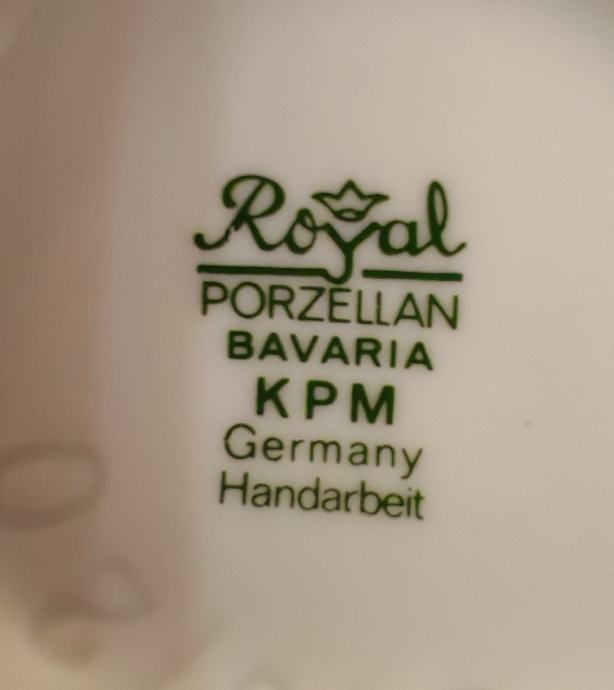 Royal
PORZELLAN
BAVARIA
KPM
Germany
Handarbeit